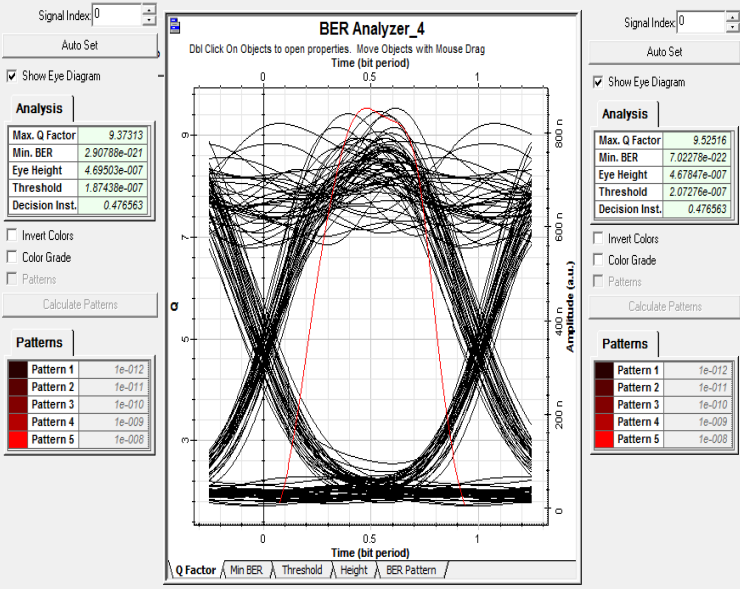 Signal Index: 0
Auto Set
Show Eye Diagram
Analysis
Max. Q Factor 9.37313
Min. BER 2.90788e-021
Eye Height 4.69503e-007
Threshold 1.87438e-007
Decision Inst. 0.476563
Invert Colors
Color Grade
Patterns
Calculate Patterns
Patterns
Pattern 1 1e-012
Pattern 2 1e-011
Pattern 3 1e-010
Pattern 4 1e-009
Pattern 5 1e-008
BER Analyzer_4
Dbl Click On Objects to open properties. Move Objects with Mouse Drag
Time (bit period)
0 0.5 1
9
7
5
3
Q
800 n
600 n
400 n
200 n
0
Amplitude (a.u.)
0 0.5 1
Time (bit period)
Q Factor Min BER Threshold Height BER Pattern
Signal Index: 0
Auto Set
Show Eye Diagram
Analysis
Max. Q Factor 9.52516
Min. BER 7.02278e-022
Eye Height 4.67847e-007
Threshold 2.07276e-007
Decision Inst. 0.476563
Invert Colors
Color Grade
Patterns
Calculate Patterns
Patterns
Pattern 1 1e-012
Pattern 2 1e-011
Pattern 3 1e-010
Pattern 4 1e-009
Pattern 5 1e-008